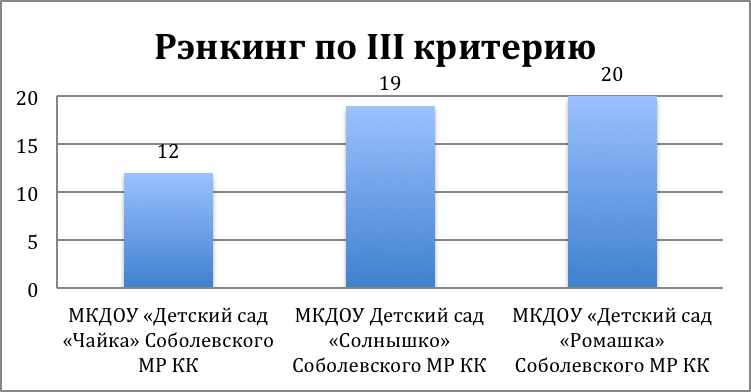 Рэнкинг по III критерию
20
19
12
20
15
10
5
0
МКДОУ «Детский сад
«Чайка» Соболевского
МР КК
МКДОУ Детский сад
«Солнышко»
Соболевского МР КК
МКДОУ «Детский сад
«Ромашка»
Соболевского МР КК